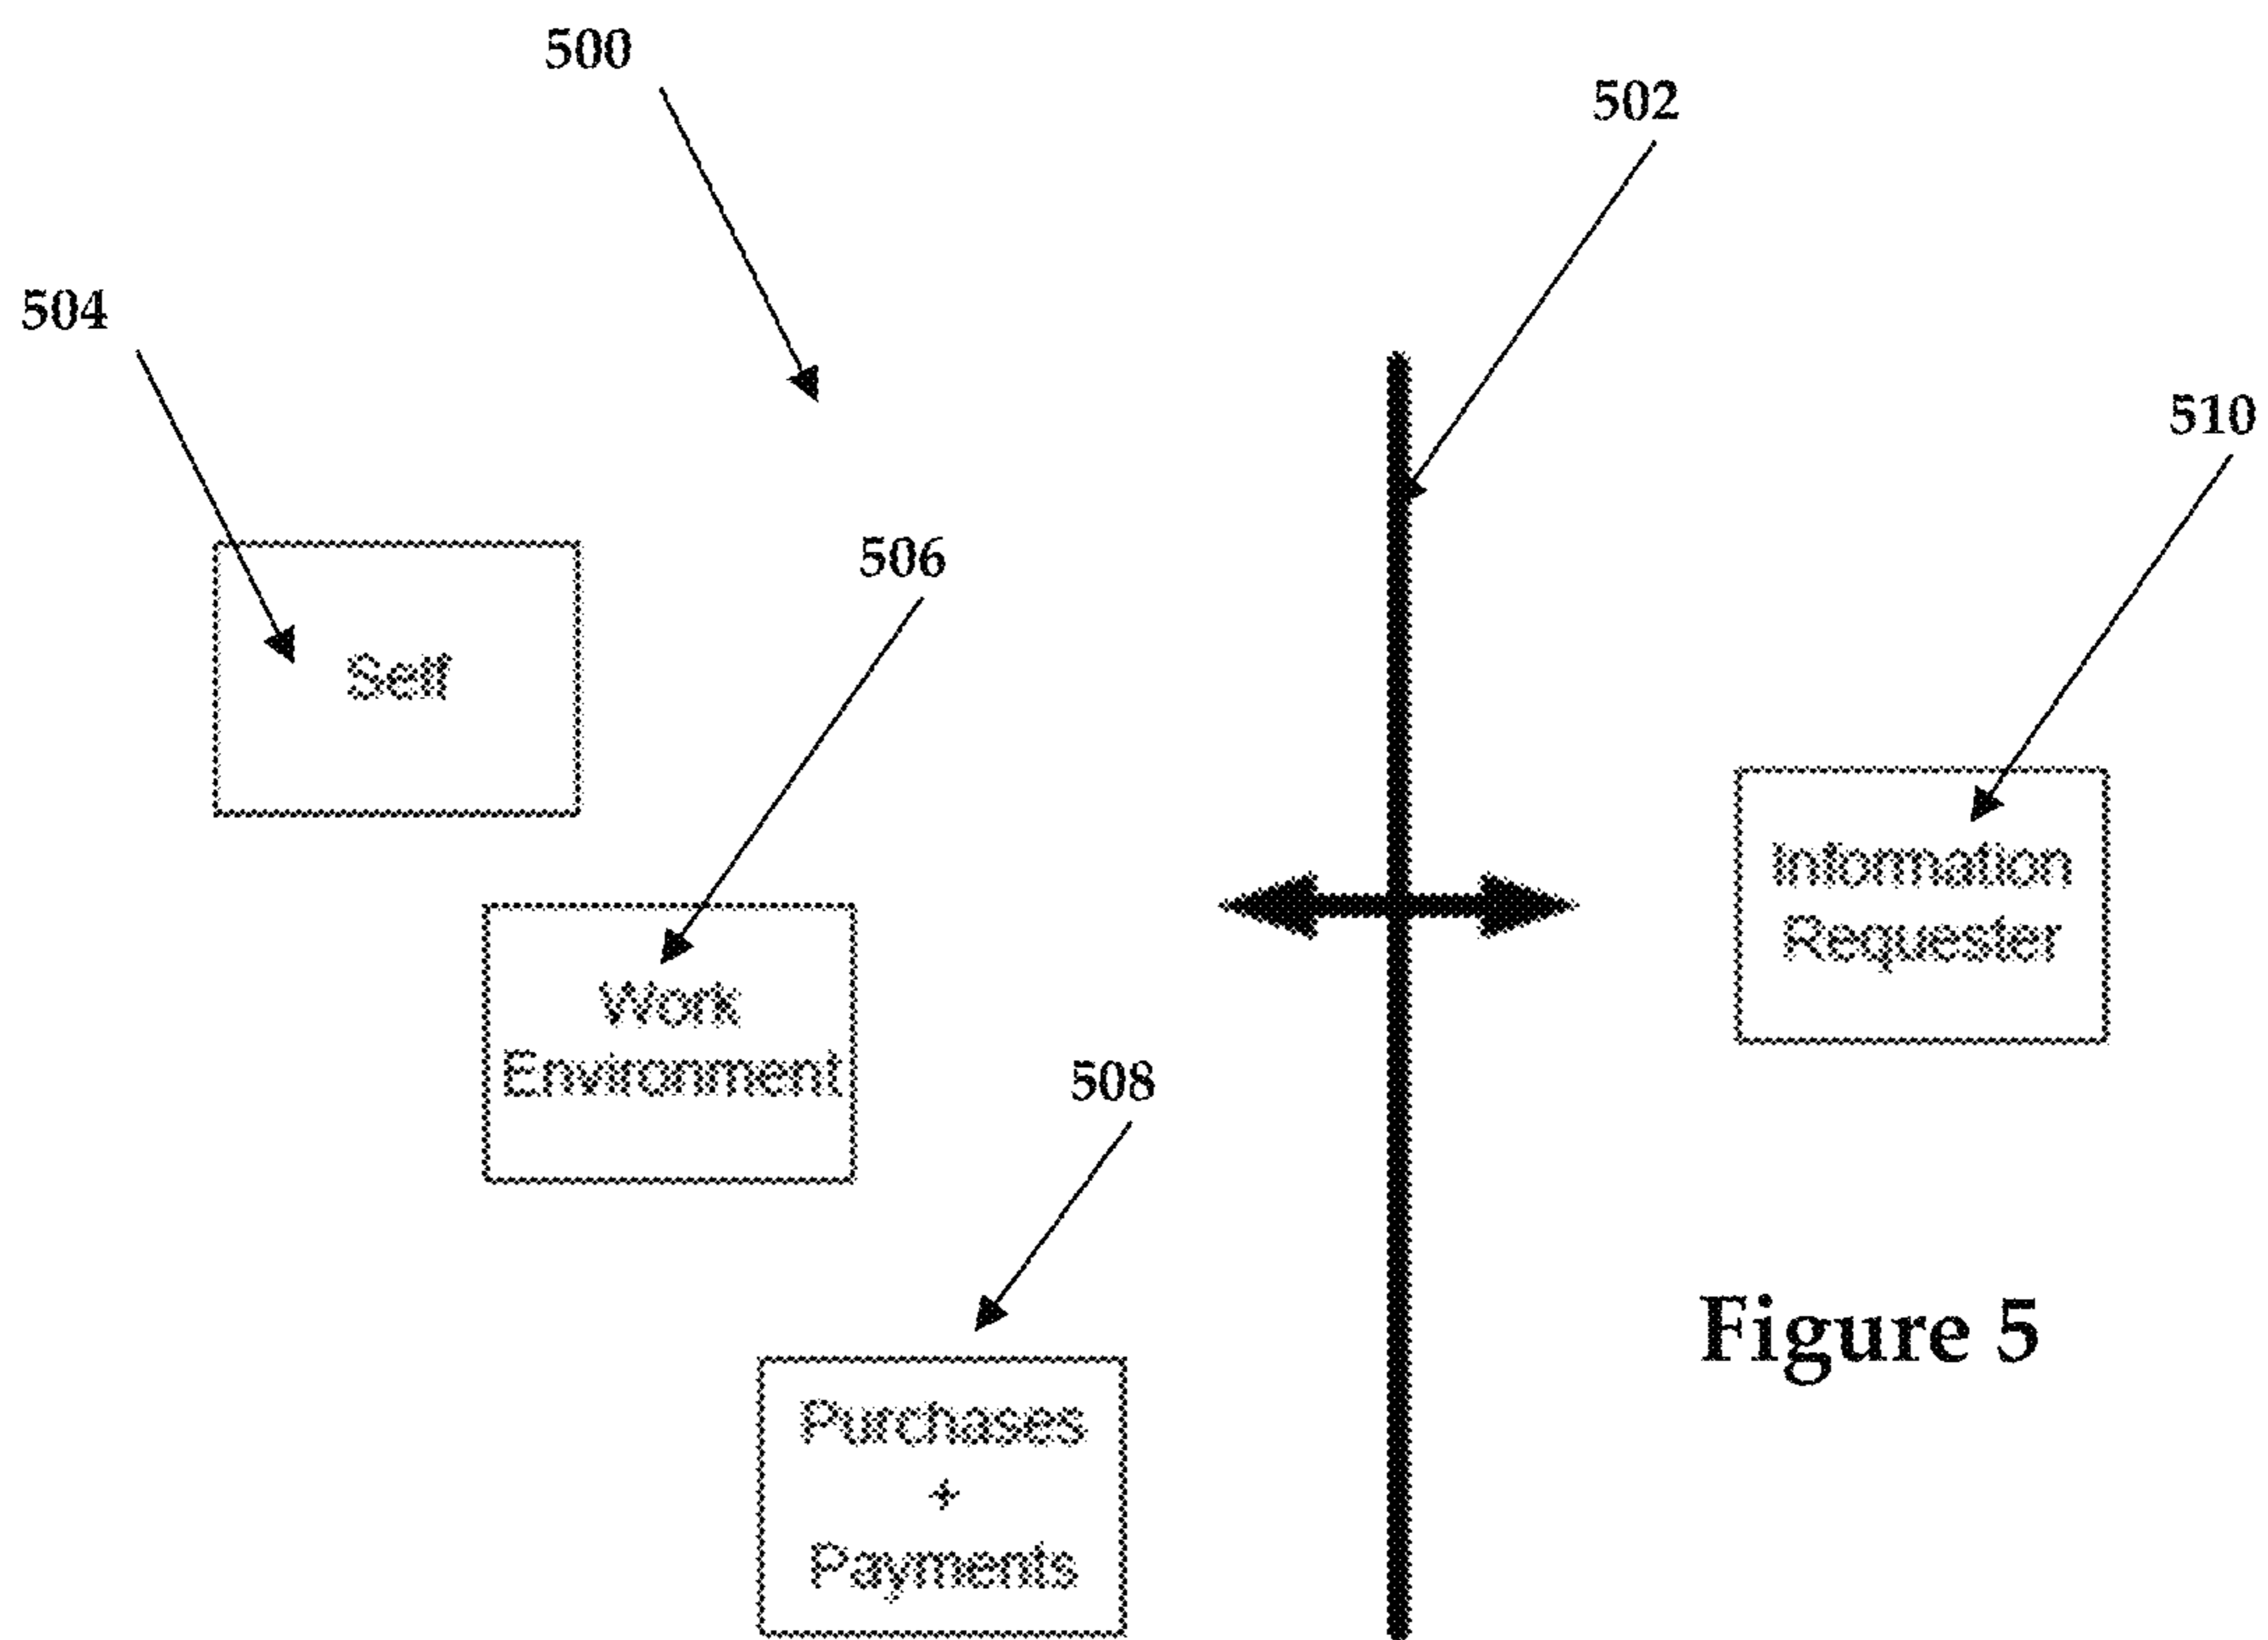 500
502
504
510
506
Self
Information
Requester
Work
Environment
508
Figure 5
Purchases
+
Payments